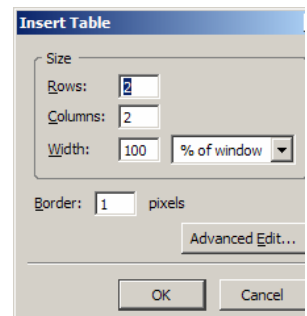 Insert Table
Size
Rows: 2
Columns: 2
Width: 100 % of window
Border: 1 pixels
Advanced Edit...
OK Cancel